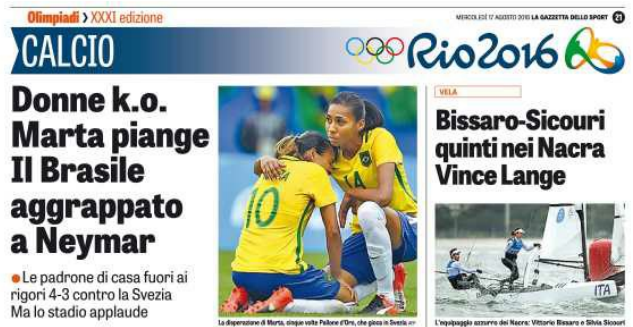 Olimpiadi > XXXI edizione
MERCOLEDÌ 17 AGOSTO 2016 LA GAZZETTA DELLO SPORT 21
CALCIO
Rio2016
Donne k.o.
Marta piange
Il Brasile
aggrappato
a Neymar
● Le padrone di casa fuori ai
rigori 4-3 contro la Svezia
Ma lo stadio applaude
10
14
La disperazione di Marta, cinque volte Pallone d'Oro, che gioca in Svezia AFP
VELA
Bissaro-Sicouri
quinti nei Nacra
Vince Lange
ITA
L'equipaggio azzurro dei Nacra: Vittorio Bissaro e Silvia Sicouri